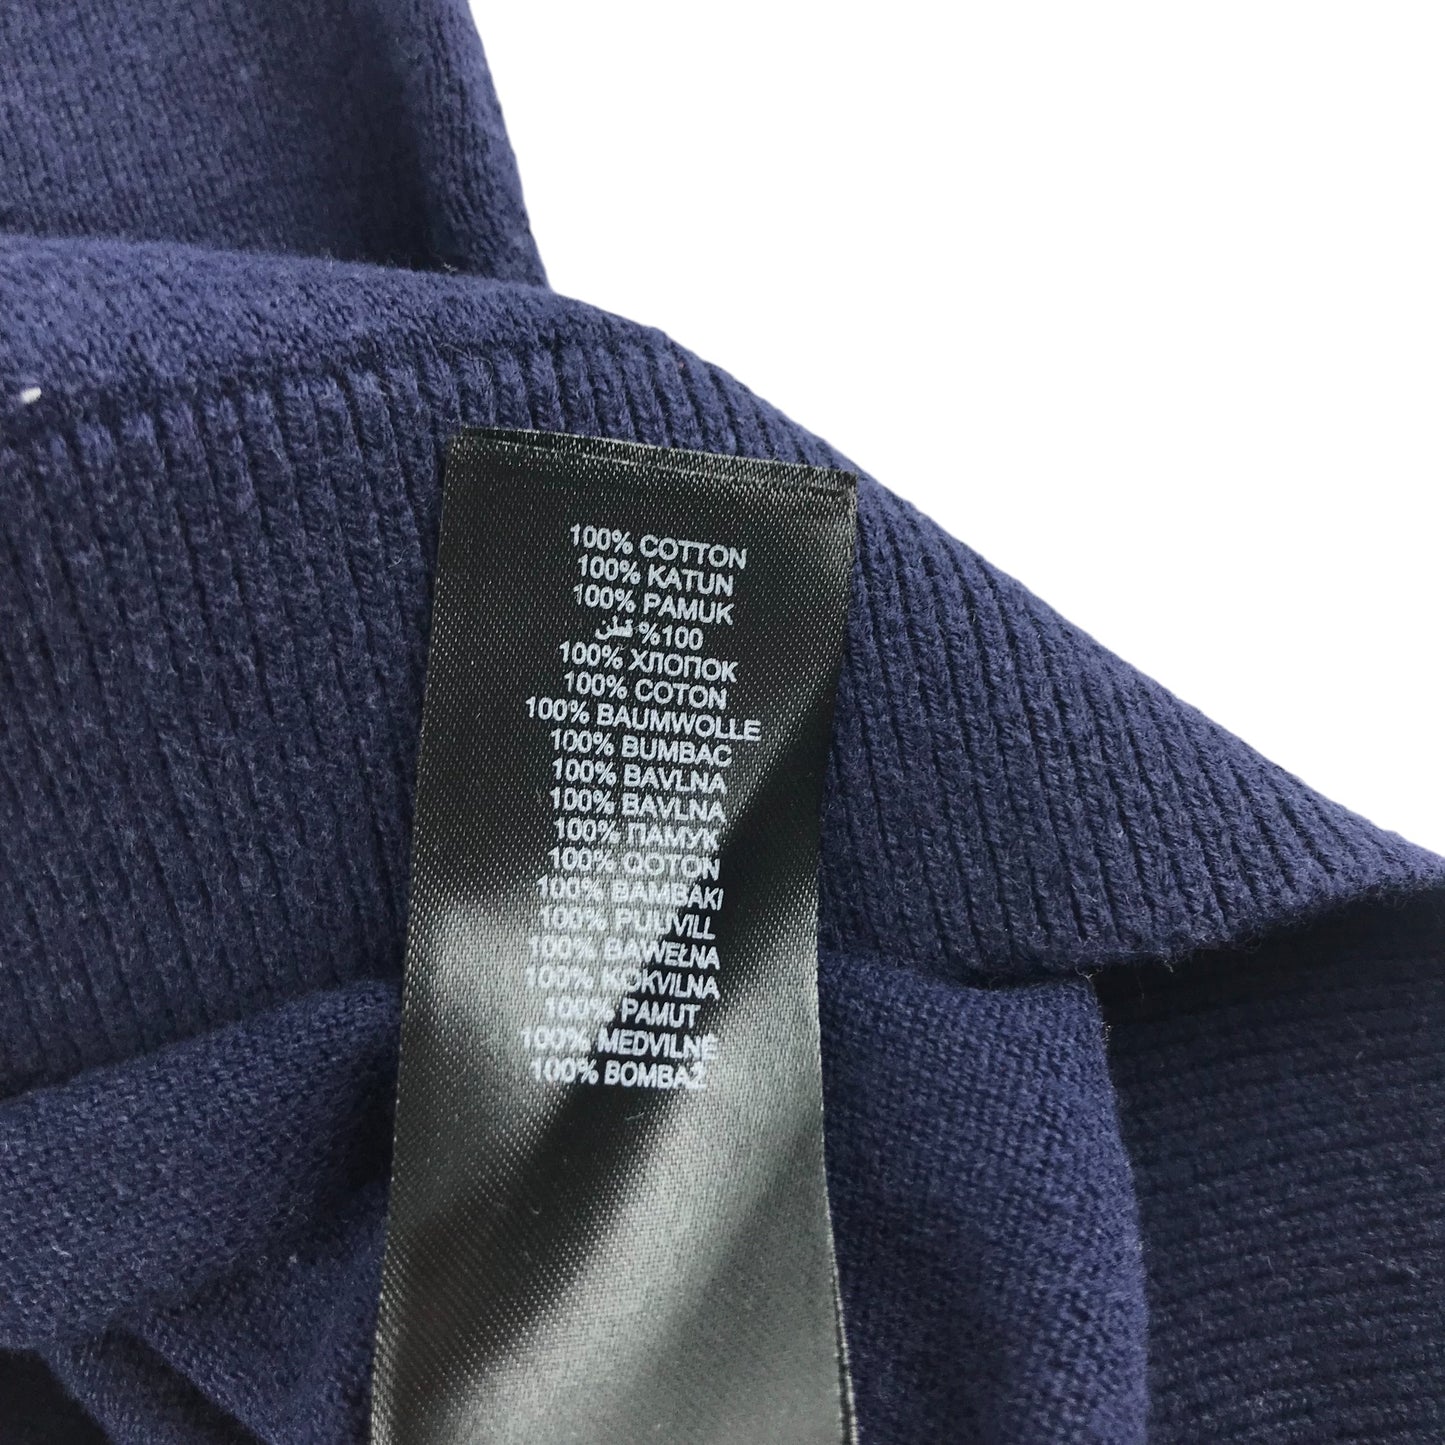 100% COTTON
100% KATUN
100% PAMUK
100% قطن
100% ХЛОПОК
100% COTON
100% BAUMWOLLE
100% BUMBAC
100% BAVLNA
100% BAVLNA
100% ПАМУК
100% QOTON
100% BAMBAKI
100% PUUVILL
100% BAWEŁNA
100% KOKVILNA
100% PAMUT
100% MEDVILNĖ
100% BOMBAŽ